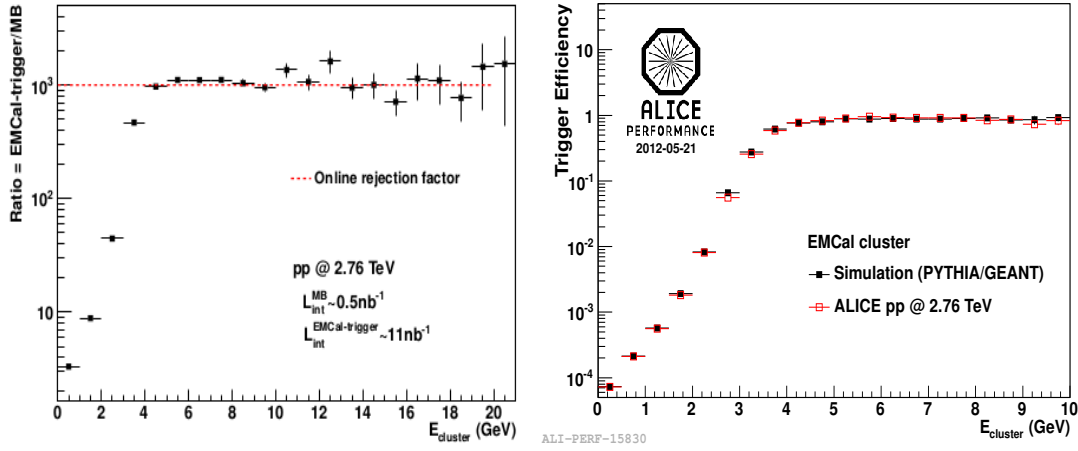 Ratio = EMCal-trigger/MB
10³
10²
10
Online rejection factor
pp @ 2.76 TeV
L_int^MB ~0.5nb⁻¹
L_int^EMCal-trigger ~11nb⁻¹
0 2 4 6 8 10 12 14 16 18 20
E_cluster (GeV)
Trigger Efficiency
10
1
10⁻¹
10⁻²
10⁻³
10⁻⁴
ALICE
PERFORMANCE
2012-05-21
EMCal cluster
Simulation (PYTHIA/GEANT)
ALICE pp @ 2.76 TeV
0 1 2 3 4 5 6 7 8 9 10
E_cluster (GeV)
ALI-PERF-15830